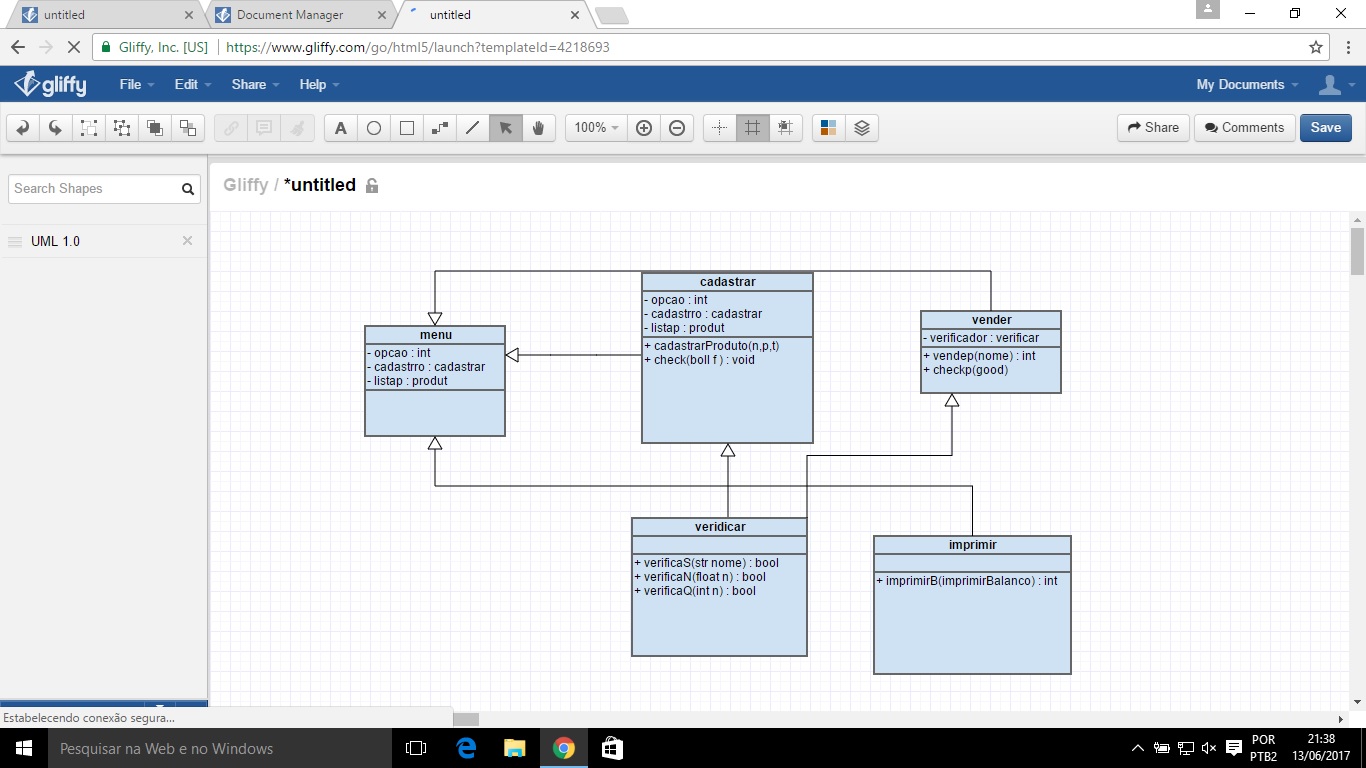 untitled
Document Manager
untitled
Gliffy, Inc. [US]
https://www.gliffy.com/go/html5/launch?templateId=4218693
gliffy
File
Edit
Share
Help
My Documents
A
100%
Share
Comments
Save
Search Shapes
Gliffy / *untitled
UML 1.0
cadastrar
- opcao : int
- cadastrro : cadastrar
- listap : produt
+ cadastrarProduto(n,p,t)
+ check(boll f ) : void
vender
- verificador : verificar
+ vendep(nome) : int
+ checkp(good)
menu
- opcao : int
- cadastrro : cadastrar
- listap : produt
veridicar
+ verificaS(str nome) : bool
+ verificaN(float n) : bool
+ verificaQ(int n) : bool
imprimir
+ imprimirB(imprimirBalanco) : int
Estabelecendo conexão segura...
Pesquisar na Web e no Windows
POR
PTB2
21:38
13/06/2017